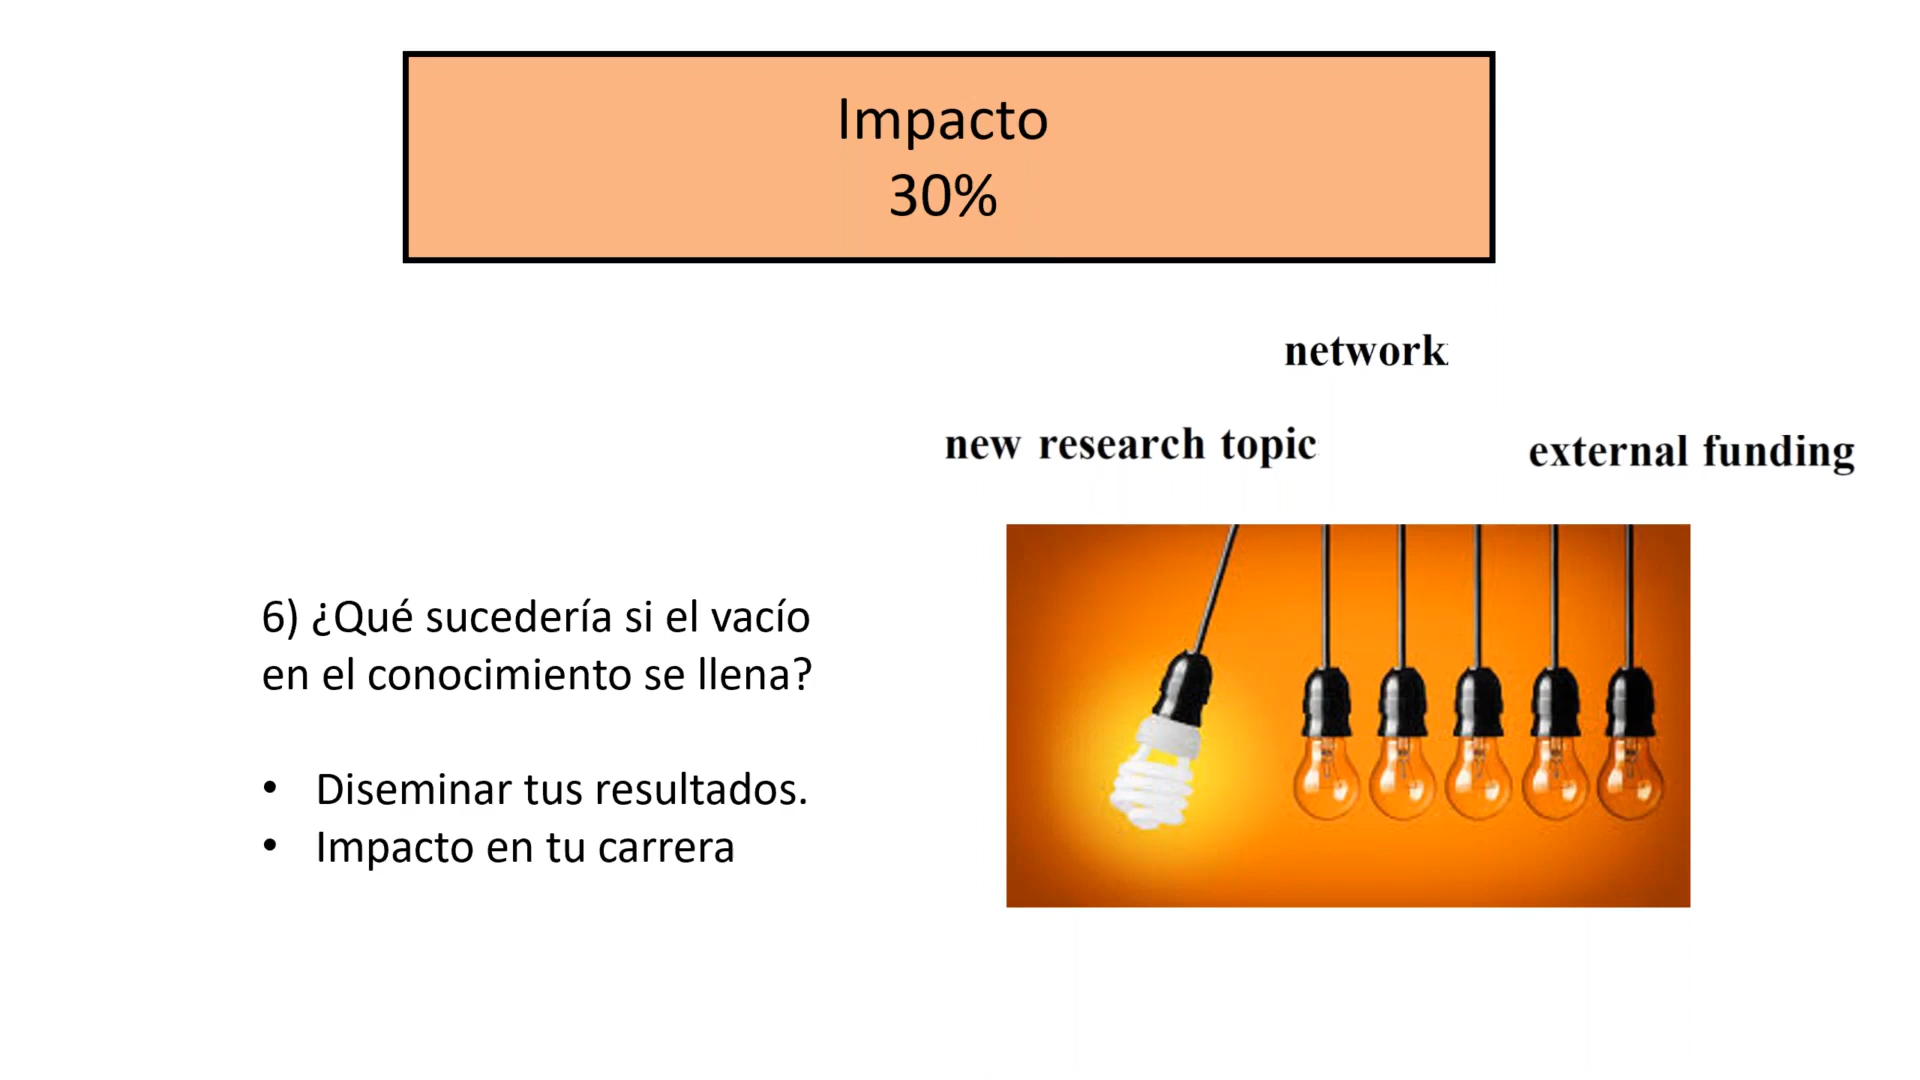 Impacto
30%
network
new research topic
external funding
6) ¿Qué sucedería si el vacío
en el conocimiento se llena?
• Diseminar tus resultados.
• Impacto en tu carrera